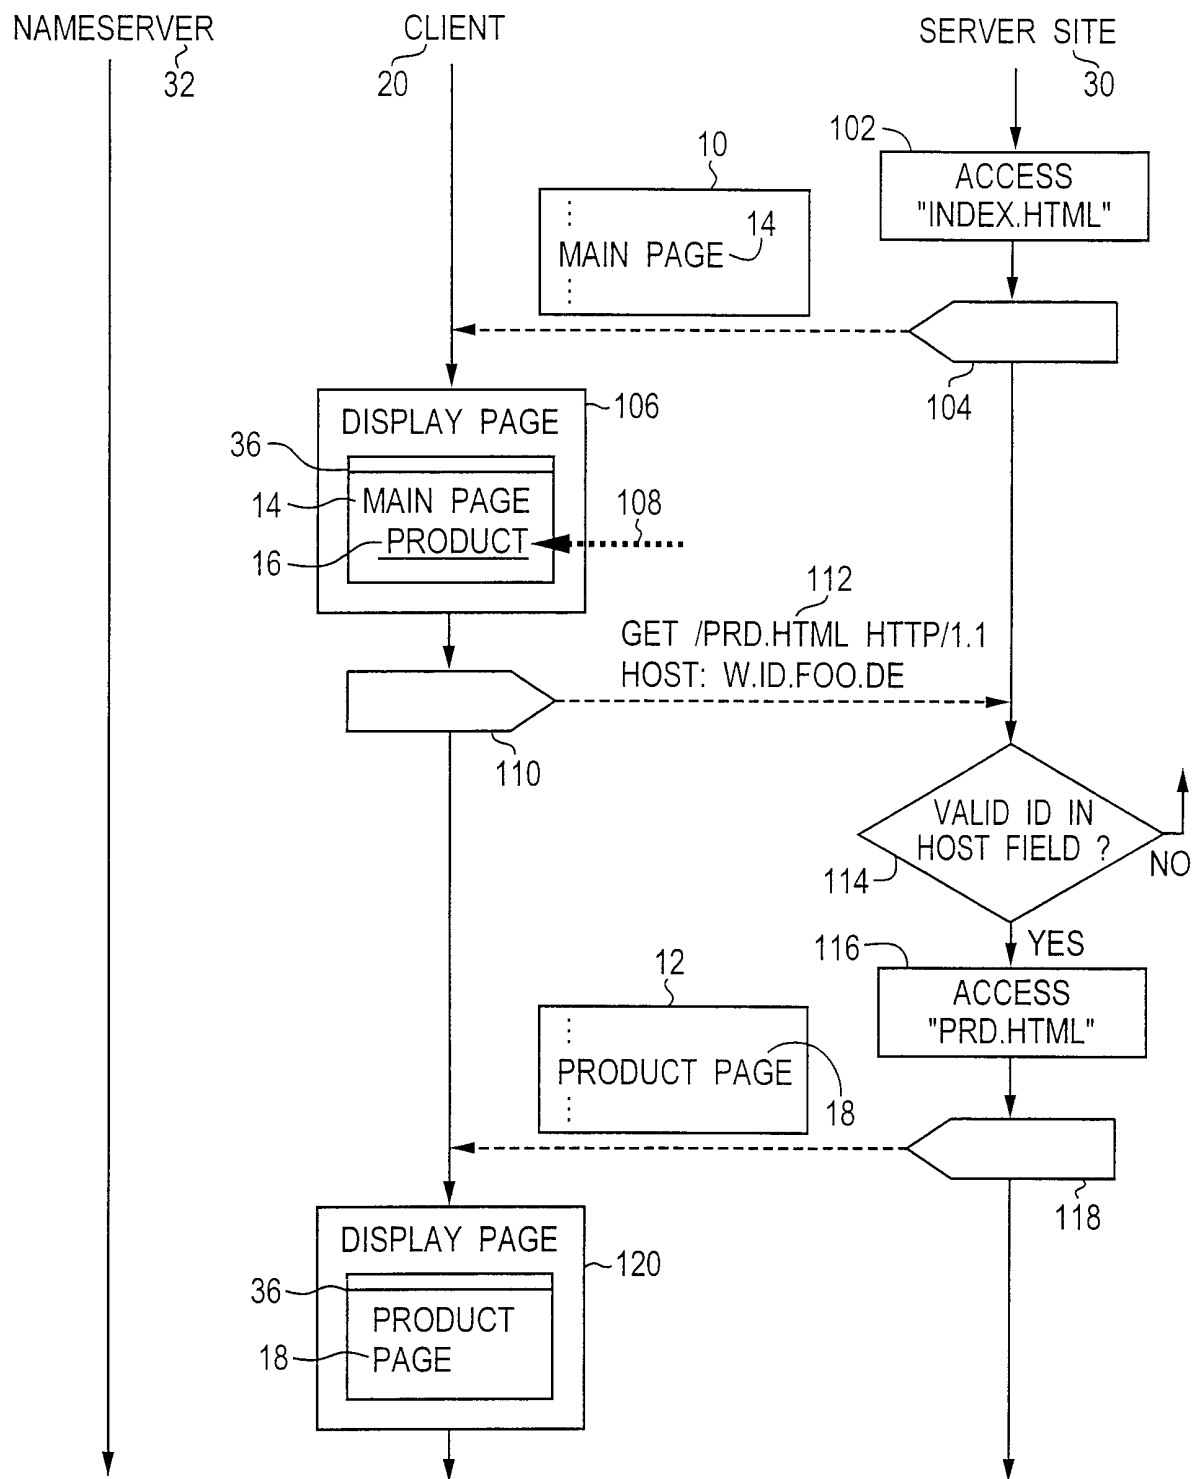 NAMESERVER
32
CLIENT
20
SERVER SITE
30
102
ACCESS
"INDEX.HTML"
10
14
MAIN PAGE
104
DISPLAY PAGE
106
36
14
MAIN PAGE
108
16
PRODUCT
112
GET /PRD.HTML HTTP/1.1
HOST: W.ID.FOO.DE
110
VALID ID IN
HOST FIELD ?
114
NO
YES
116
ACCESS
"PRD.HTML"
12
PRODUCT PAGE
18
118
DISPLAY PAGE
120
36
PRODUCT
18
PAGE